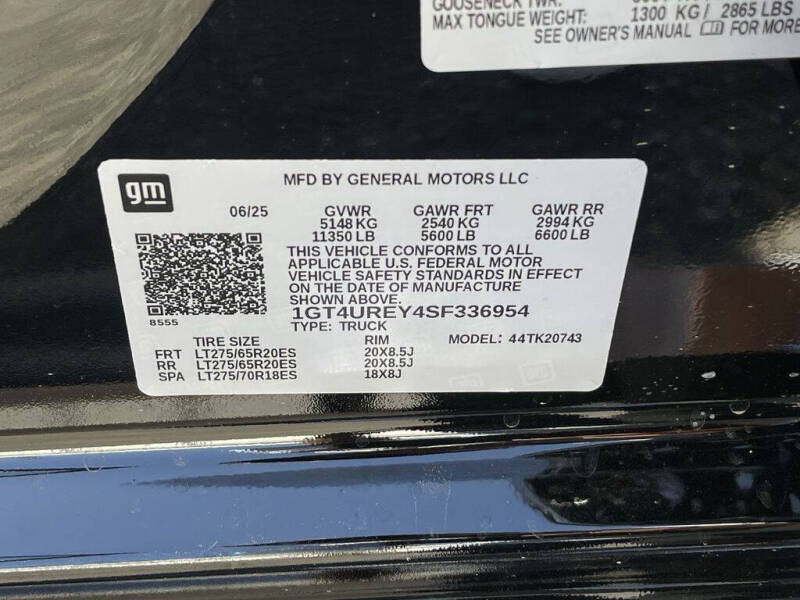 GOOSENECK TWR:
MAX TONGUE WEIGHT: 1300 KG/ 2865 LBS
SEE OWNER'S MANUAL FOR MORE
gm
MFD BY GENERAL MOTORS LLC
06/25 GVWR GAWR FRT GAWR RR
5148 KG 2540 KG 2994 KG
11350 LB 5600 LB 6600 LB
THIS VEHICLE CONFORMS TO ALL
APPLICABLE U.S. FEDERAL MOTOR
VEHICLE SAFETY STANDARDS IN EFFECT
ON THE DATE OF MANUFACTURE
SHOWN ABOVE.
8555
1GT4UREY4SF336954
TYPE: TRUCK
TIRE SIZE RIM MODEL: 44TK20743
FRT LT275/65R20ES 20X8.5J
RR LT275/65R20ES 20X8.5J
SPA LT275/70R18ES 18X8J